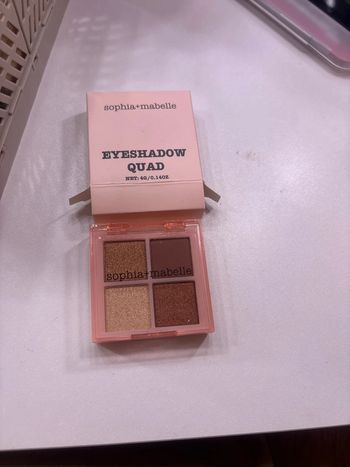 sophia+mabelle
EYESHADOW
QUAD
NET: 4G/0.14OZ
sophia+mabelle